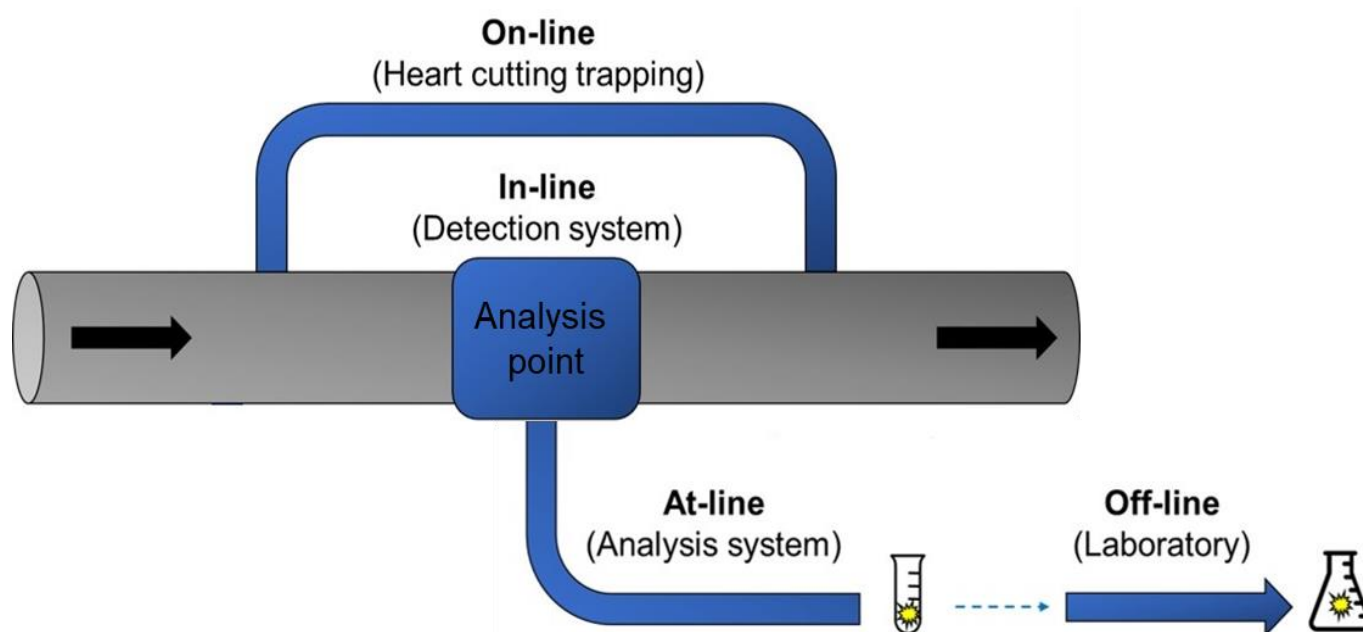 On-line
(Heart cutting trapping)
In-line
(Detection system)
Analysis
point
At-line
(Analysis system)
Off-line
(Laboratory)